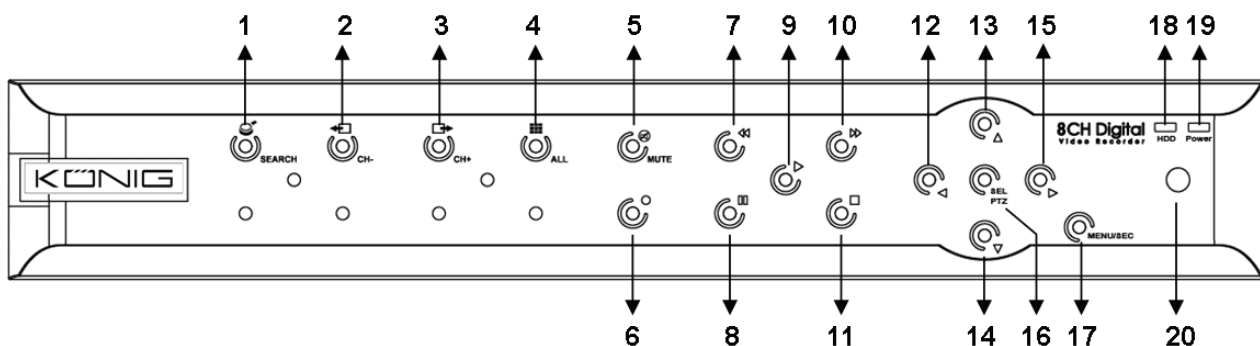 1 2 3 4 5 7 9 10 12 13 15 18 19
8CH Digital
Video Recorder
HDD Power
SEARCH CH- CH+ ALL MUTE
KÖNIG
SEL
PTZ
MENU/SEC
6 8 11 14 16 17 20